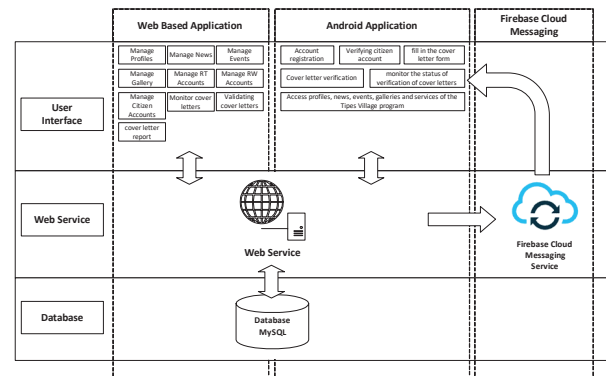 Web Based Application
Android Application
Firebase Cloud
Messaging
User
Interface
Manage
Profiles
Manage News
Manage
Events
Manage
Gallery
Manage RT
Accounts
Manage RW
Accounts
Manage
Citizen
Accounts
Monitor cover
letters
Validating
cover letters
cover letter
report
Account
registration
Verifying citizen
account
fill in the cover
letter form
Cover letter verification
monitor the status of
verification of cover letters
Access profiles, news, events, galleries and services of the
Tipes Village program
Web Service
Web Service
Firebase Cloud
Messaging
Service
Database
Database
MySQL